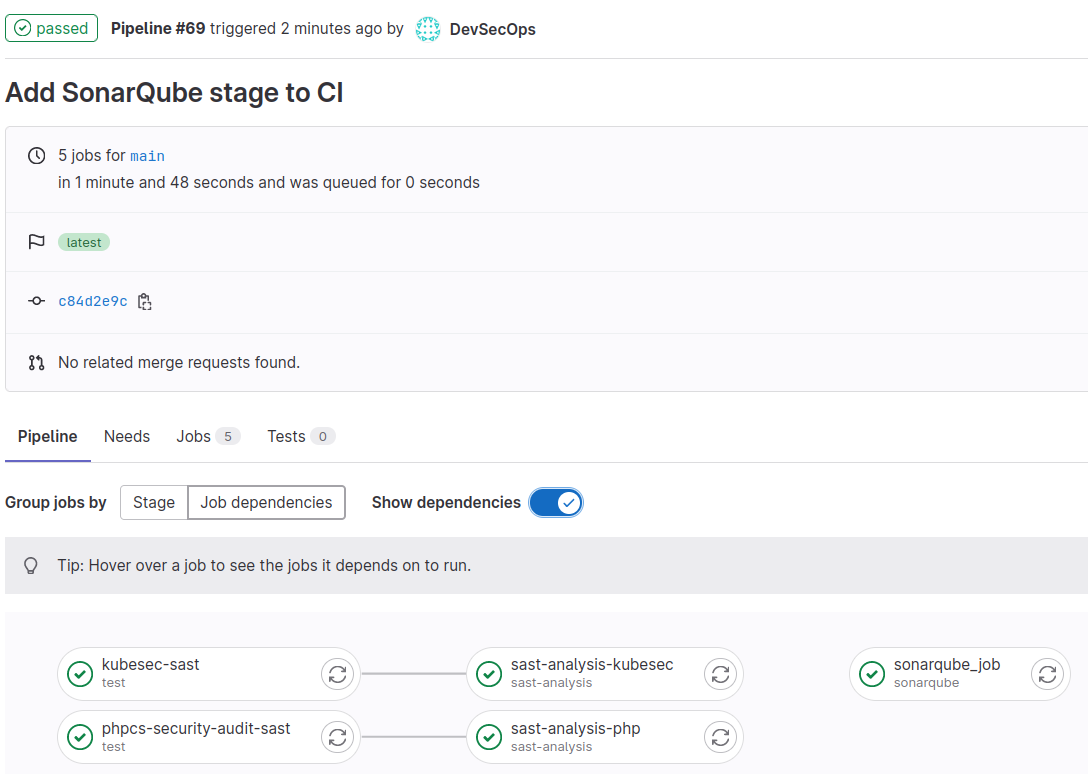 passed Pipeline #69 triggered 2 minutes ago by DevSecOps
Add SonarQube stage to CI
5 jobs for main
in 1 minute and 48 seconds and was queued for 0 seconds
latest
c84d2e9c
No related merge requests found.
Pipeline Needs Jobs 5 Tests 0
Group jobs by Stage Job dependencies Show dependencies
Tip: Hover over a job to see the jobs it depends on to run.
kubesec-sast sast-analysis-kubesec sonarqube_job
test sast-analysis sonarqube
phpcs-security-audit-sast sast-analysis-php
test sast-analysis